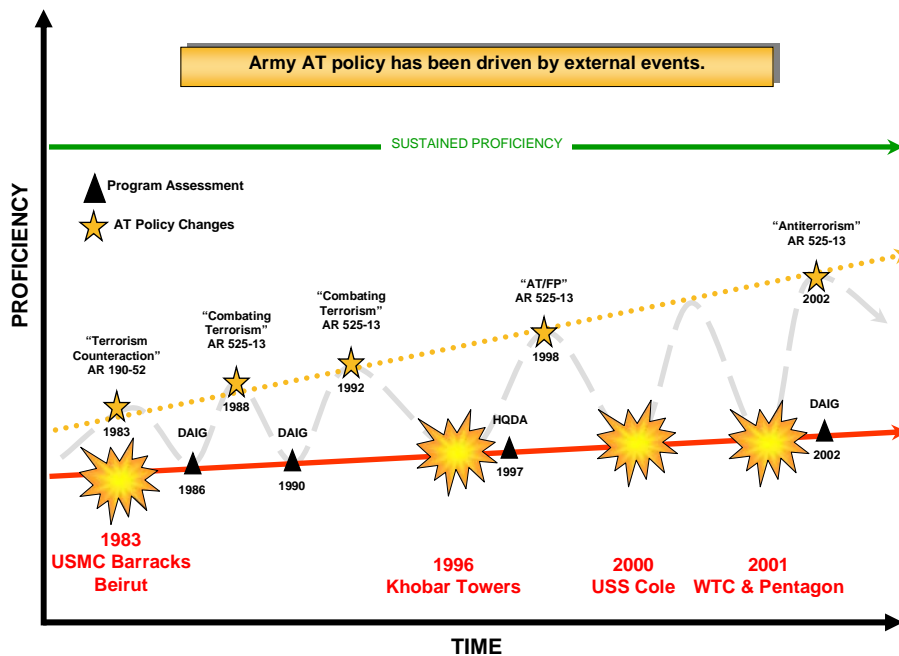 Army AT policy has been driven by external events.
SUSTAINED PROFICIENCY
Program Assessment
AT Policy Changes
PROFICIENCY
“Terrorism
Counteraction”
AR 190-52
1983
“Combating
Terrorism”
AR 525-13
1988
“Combating
Terrorism”
AR 525-13
1992
“AT/FP”
AR 525-13
1998
“Antiterrorism”
AR 525-13
2002
DAIG
1986
DAIG
1990
HQDA
1997
DAIG
2002
1983
USMC Barracks
Beirut
1996
Khobar Towers
2000
USS Cole
2001
WTC & Pentagon
TIME